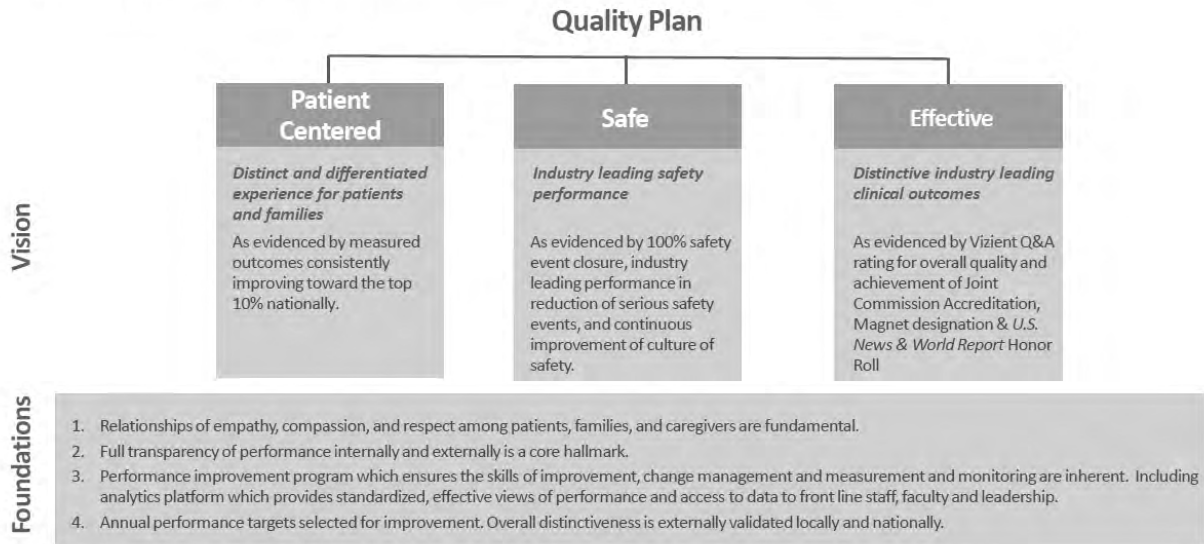 Quality Plan
Patient
Centered
Safe
Effective
Vision
Distinct and differentiated
experience for patients
and families
As evidenced by measured
outcomes consistently
improving toward the top
10% nationally.
Industry leading safety
performance
As evidenced by 100% safety
event closure, industry
leading performance in
reduction of serious safety
events, and continuous
improvement of culture of
safety.
Distinctive industry leading
clinical outcomes
As evidenced by Vizient Q&A
rating for overall quality and
achievement of Joint
Commission Accreditation,
Magnet designation & U.S.
News & World Report Honor
Roll
Foundations
1. Relationships of empathy, compassion, and respect among patients, families, and caregivers are fundamental.
2. Full transparency of performance internally and externally is a core hallmark.
3. Performance improvement program which ensures the skills of improvement, change management and measurement and monitoring are inherent. Including
analytics platform which provides standardized, effective views of performance and access to data to front line staff, faculty and leadership.
4. Annual performance targets selected for improvement. Overall distinctiveness is externally validated locally and nationally.